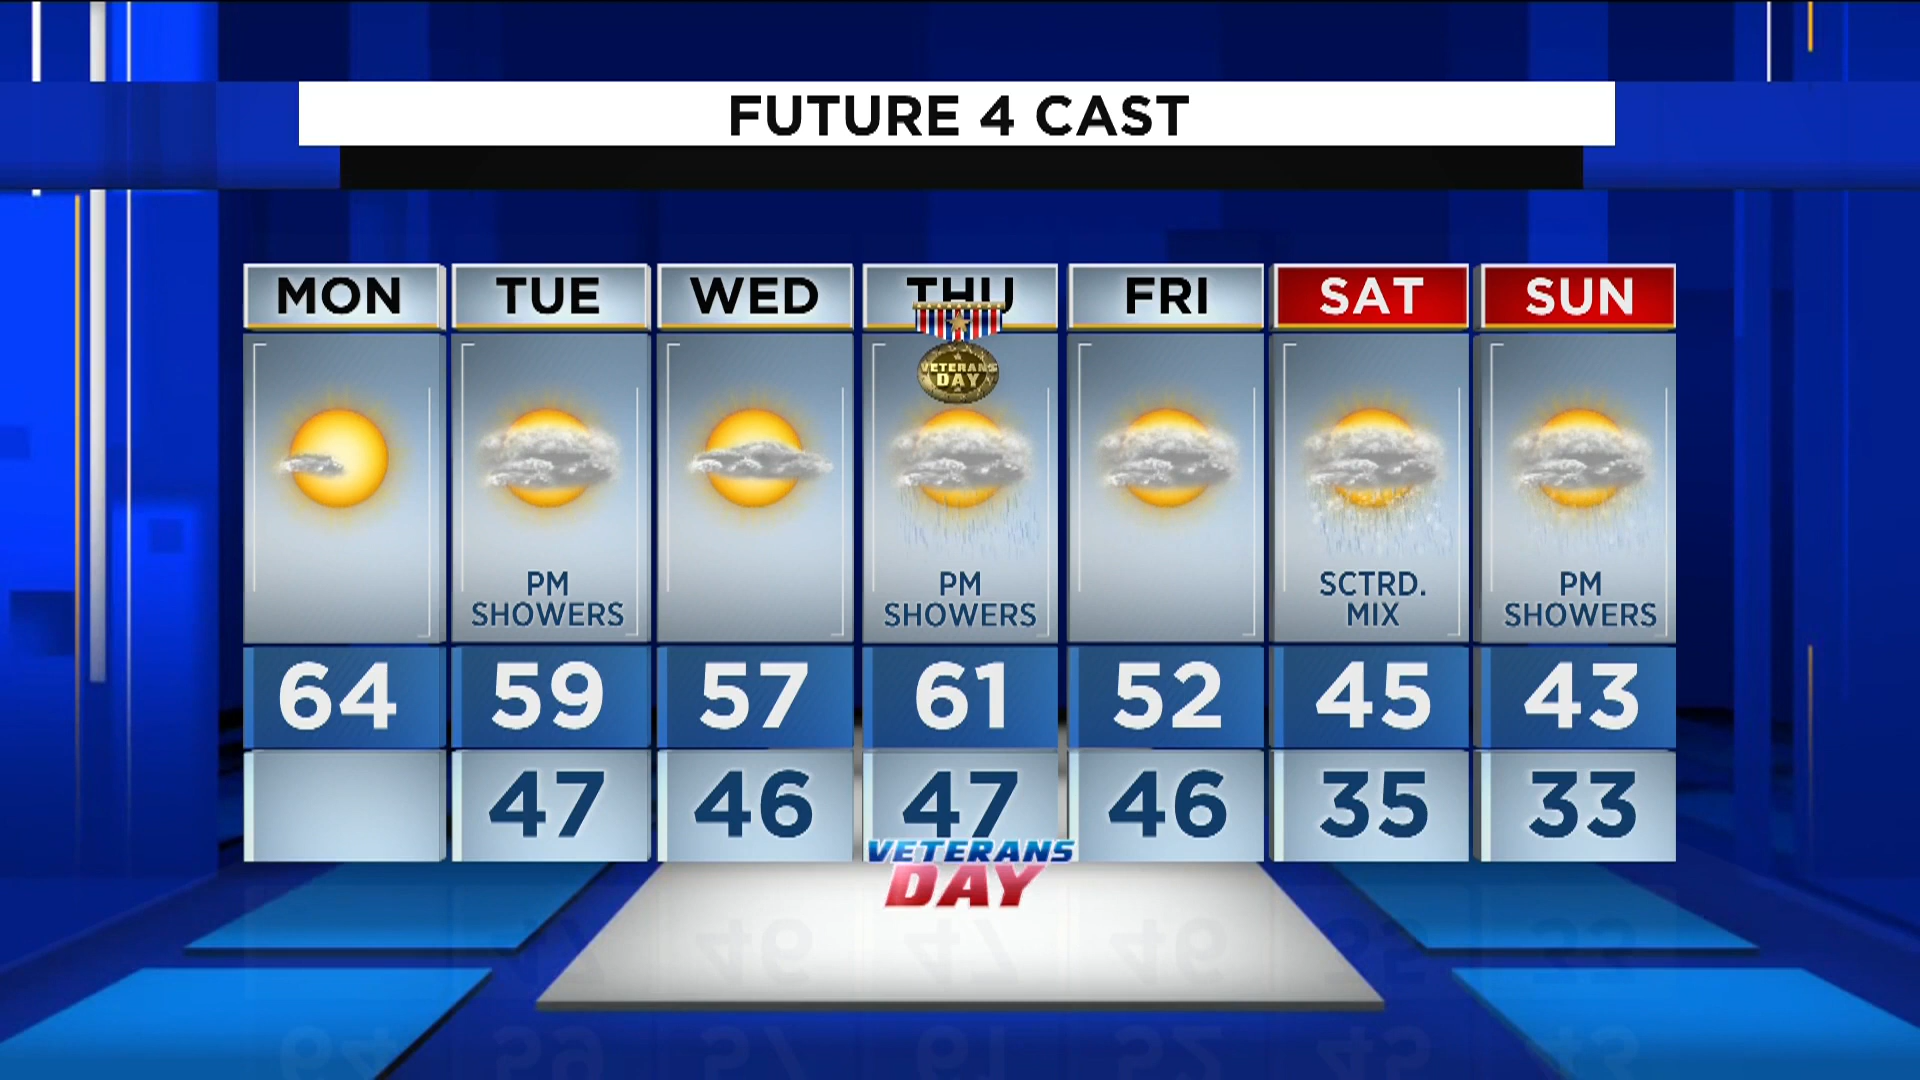 FUTURE 4 CAST
MON TUE WED THU FRI SAT SUN
VETERANS
DAY
PM
SHOWERS
PM
SHOWERS
SCTRD.
MIX
PM
SHOWERS
64 59 57 61 52 45 43
47 46 47 46 35 33
VETERANS
DAY